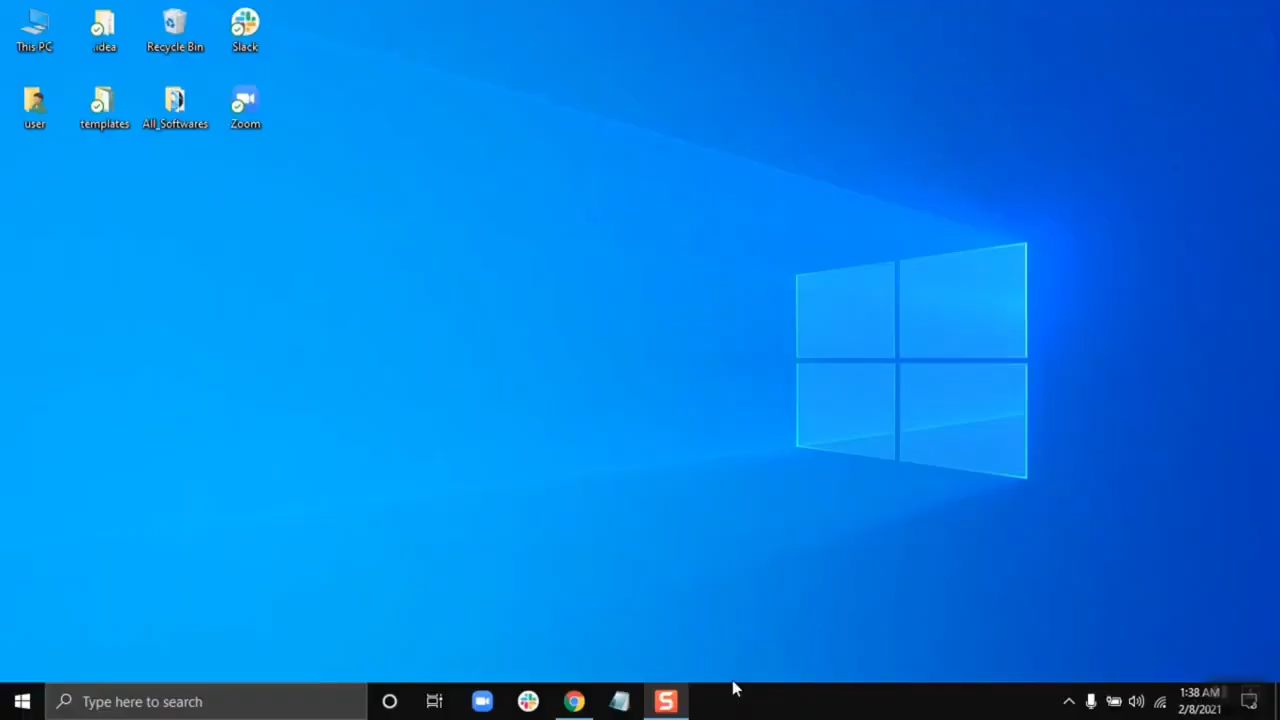 This PC
.idea
Recycle Bin
Slack
user
templates
All_Softwares
Zoom
Type here to search
S
1:38 AM
2/8/2021